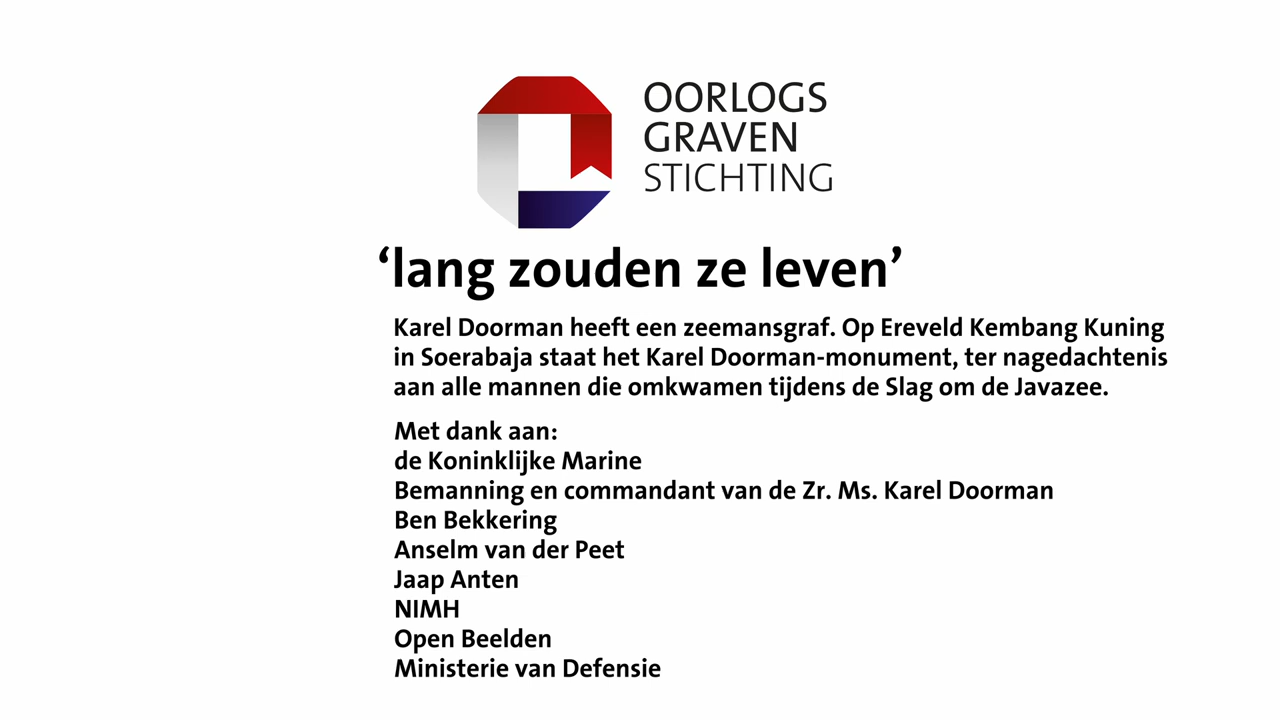 OORLOGS
GRAVEN
STICHTING
‘lang zouden ze leven’
Karel Doorman heeft een zeemansgraf. Op Ereveld Kembang Kuning
in Soerabaja staat het Karel Doorman-monument, ter nagedachtenis
aan alle mannen die omkwamen tijdens de Slag om de Javazee.
Met dank aan:
de Koninklijke Marine
Bemanning en commandant van de Zr. Ms. Karel Doorman
Ben Bekkering
Anselm van der Peet
Jaap Anten
NIMH
Open Beelden
Ministerie van Defensie